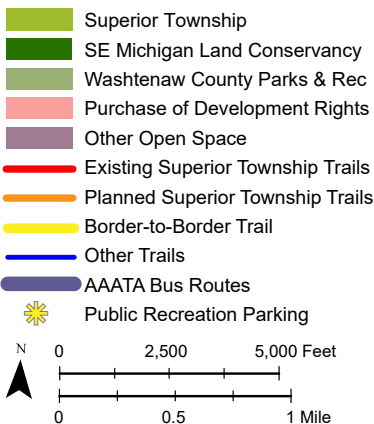 Superior Township
SE Michigan Land Conservancy
Washtenaw County Parks & Rec
Purchase of Development Rights
Other Open Space
Existing Superior Township Trails
Planned Superior Township Trails
Border-to-Border Trail
Other Trails
AAATA Bus Routes
Public Recreation Parking
N 0 2,500 5,000 Feet
0 0.5 1 Mile